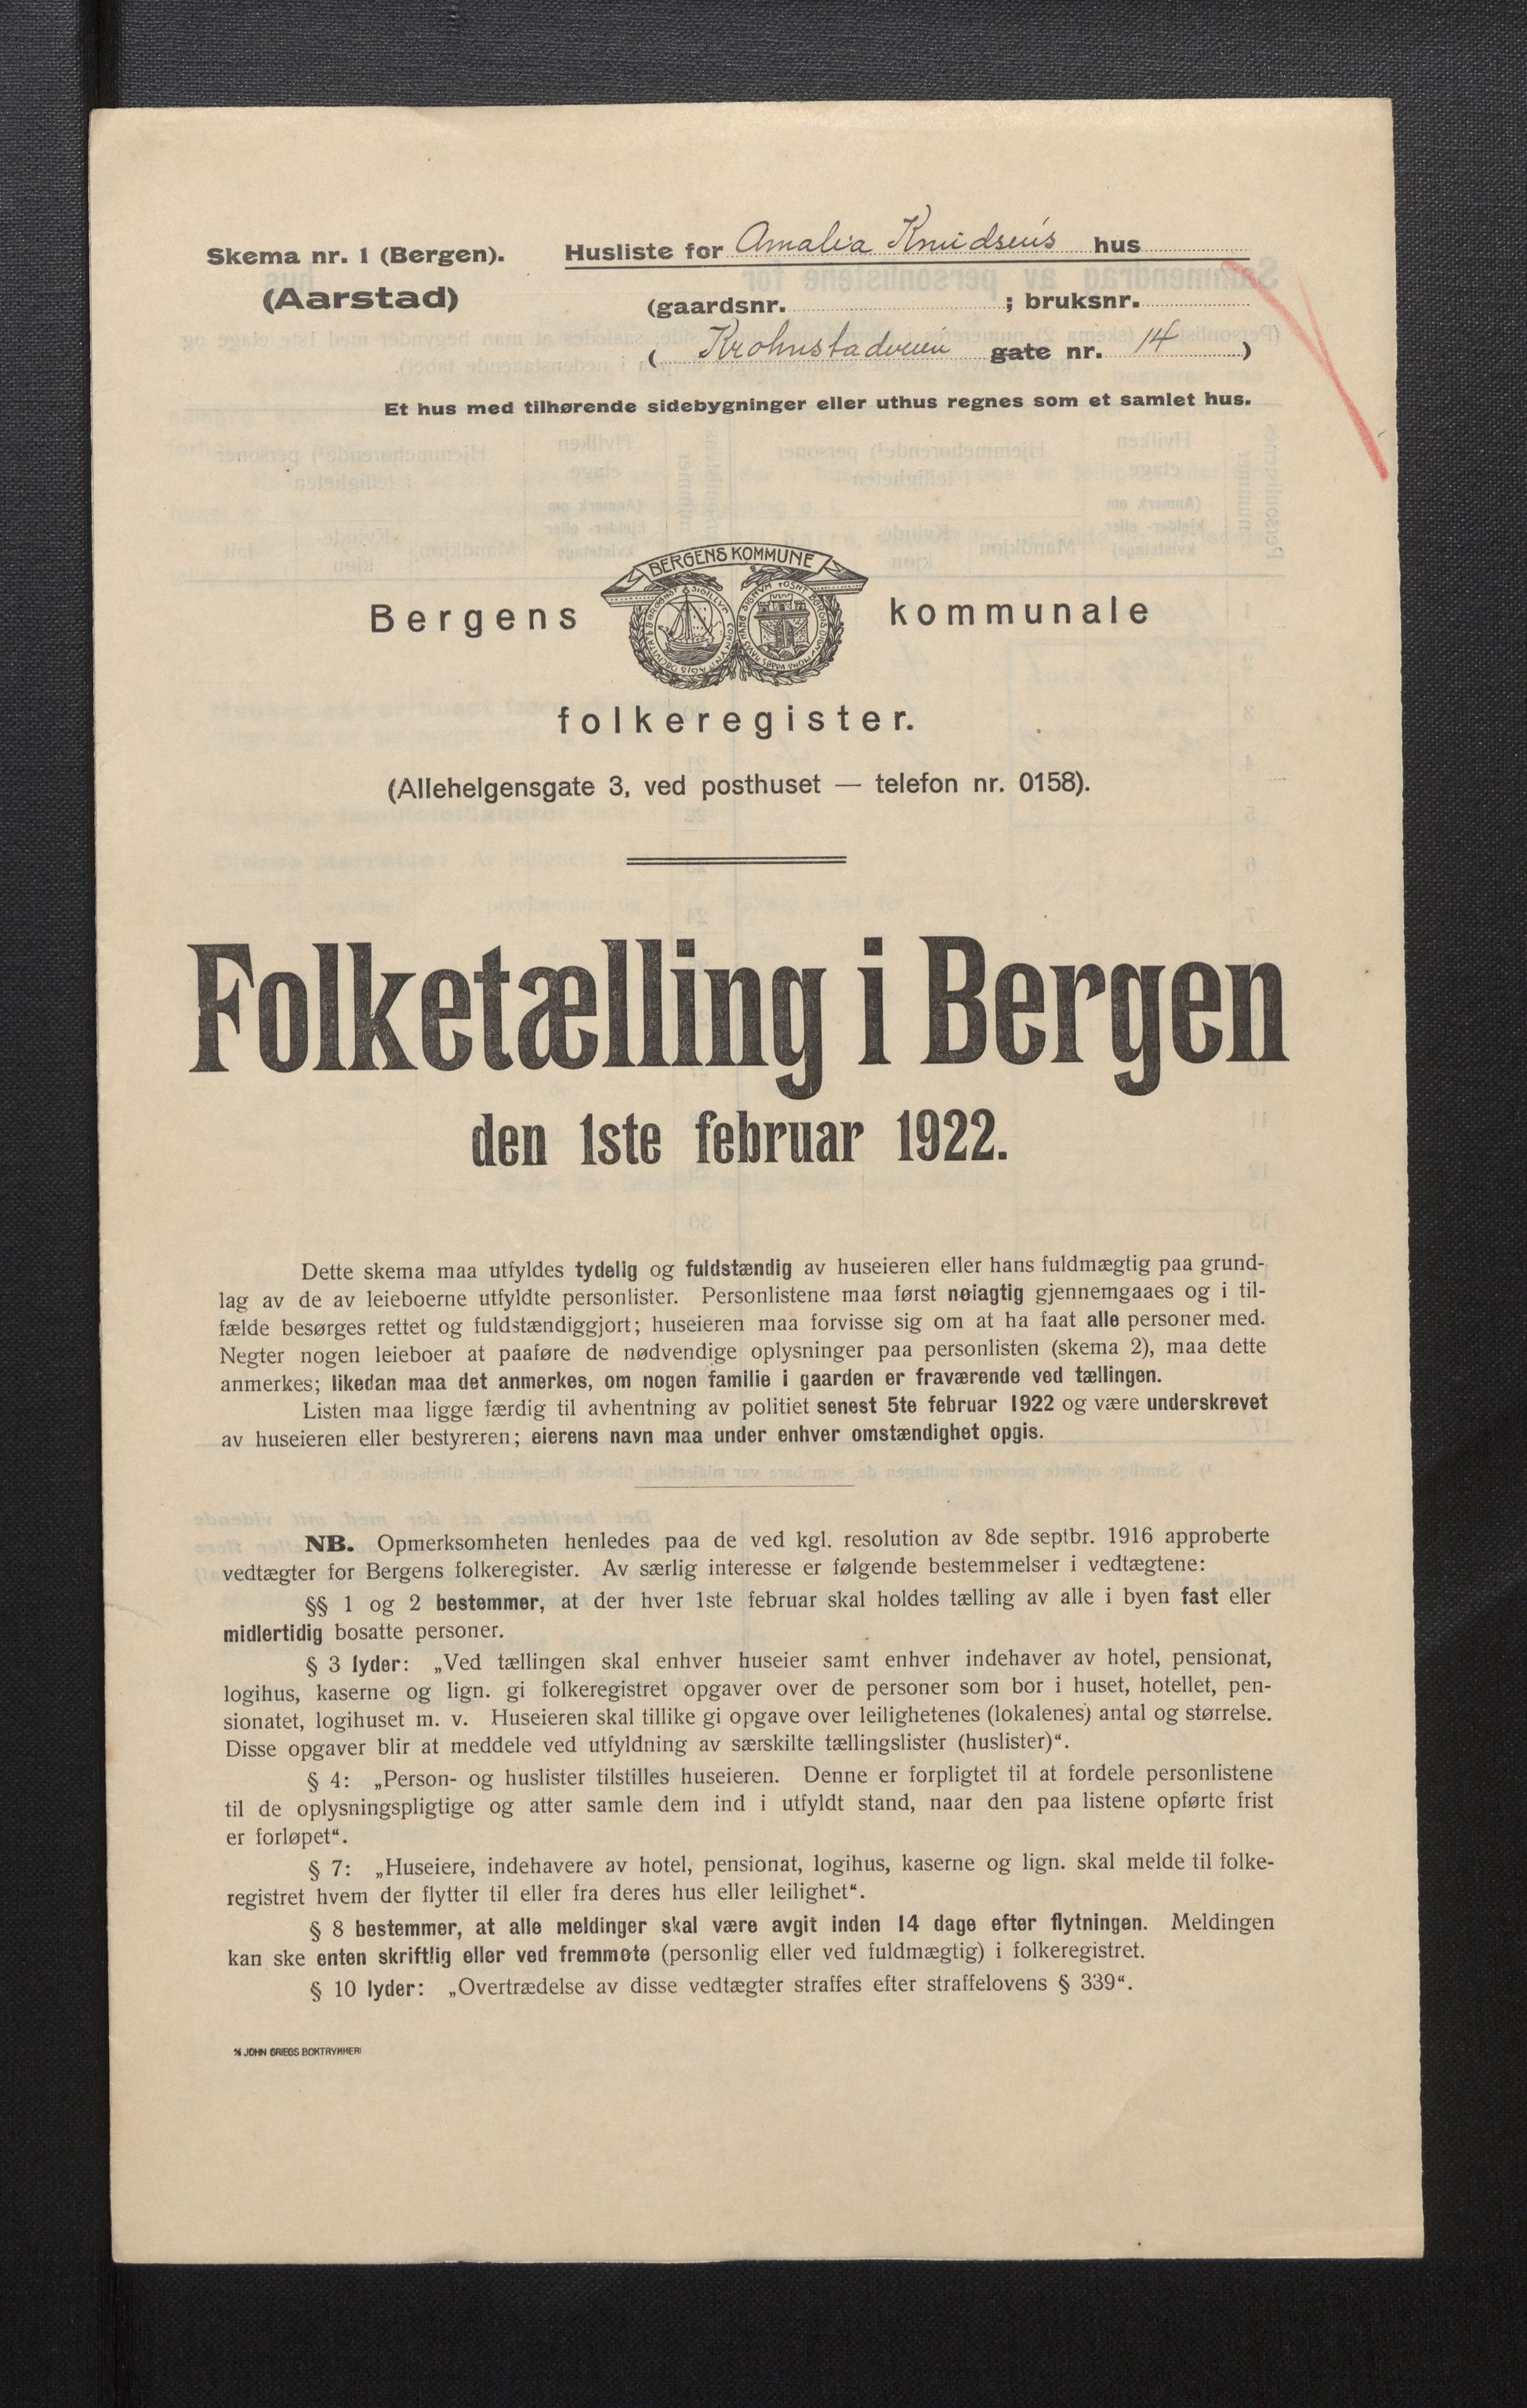 Skema nr. 1 (Bergen).
(Aarstad)
Husliste for Amalia Knudsens hus
(gaardsnr. ; bruksnr.
( Krohnstadveien gate nr. 14 )
Et hus med tilhørende sidebygninger eller uthus regnes som et samlet hus.
BERGENS KOMMUNE
Bergens kommunale
folkeregister.
(Allehelgensgate 3, ved posthuset — telefon nr. 0158).
Folketælling i Bergen
den 1ste februar 1922.
Dette skema maa utfyldes tydelig og fuldstændig av huseieren eller hans fuldmægtig paa grund-
lag av de av leieboerne utfyldte personlister. Personlistene maa først nøiagtig gjennemgaaes og i til-
fælde besørges rettet og fuldstændiggjort; huseieren maa forvisse sig om at ha faat alle personer med.
Negter nogen leieboer at paaføre de nødvendige oplysninger paa personlisten (skema 2), maa dette
anmerkes; likedan maa det anmerkes, om nogen familie i gaarden er fraværende ved tællingen.
Listen maa ligge færdig til avhentning av politiet senest 5te februar 1922 og være underskrevet
av huseieren eller bestyreren; eierens navn maa under enhver omstændighet opgis.
NB. Opmerksomheten henledes paa de ved kgl. resolution av 8de septbr. 1916 approberte
vedtægter for Bergens folkeregister. Av særlig interesse er følgende bestemmelser i vedtægtene:
§§ 1 og 2 bestemmer, at der hver 1ste februar skal holdes tælling av alle i byen fast eller
midlertidig bosatte personer.
§ 3 lyder: „Ved tællingen skal enhver huseier samt enhver indehaver av hotel, pensionat,
logihus, kaserne og lign. gi folkeregistret opgaver over de personer som bor i huset, hotellet, pen-
sionatet, logihuset m. v. Huseieren skal tillike gi opgave over leilighetenes (lokalenes) antal og størrelse.
Disse opgaver blir at meddele ved utfyldning av særskilte tællingslister (huslister)“.
§ 4: „Person- og huslister tilstilles huseieren. Denne er forpligtet til at fordele personlistene
til de oplysningspligtige og atter samle dem ind i utfyldt stand, naar den paa listene opførte frist
er forløpet“.
§ 7: „Huseiere, indehavere av hotel, pensionat, logihus, kaserne og lign. skal melde til folke-
registret hvem der flytter til eller fra deres hus eller leilighet“.
§ 8 bestemmer, at alle meldinger skal være avgit inden 14 dage efter flytningen. Meldingen
kan ske enten skriftlig eller ved fremmøte (personlig eller ved fuldmægtig) i folkeregistret.
§ 10 lyder: „Overtrædelse av disse vedtægter straffes efter straffelovens § 339“.
JOHN GRIEGS BOKTRYKKERI